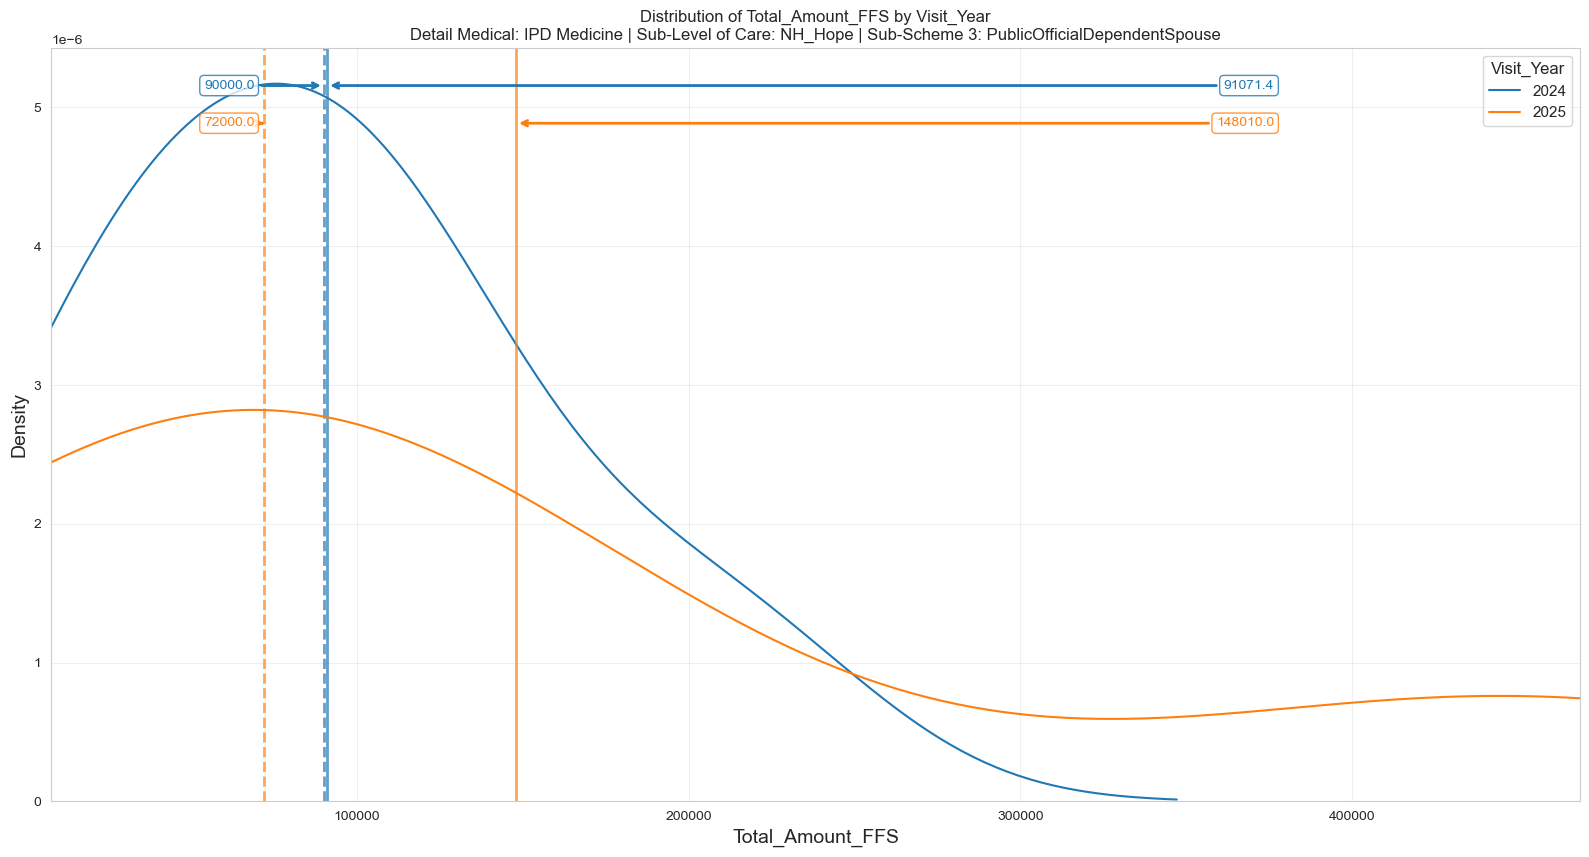 Distribution of Total_Amount_FFS by Visit_Year
Detail Medical: IPD Medicine | Sub-Level of Care: NH_Hope | Sub-Scheme 3: PublicOfficialDependentSpouse
1e−6
Visit_Year
2024
2025
90000.0
91071.4
72000.0
148010.0
5
4
3
2
1
0
Density
100000
200000
300000
400000
Total_Amount_FFS